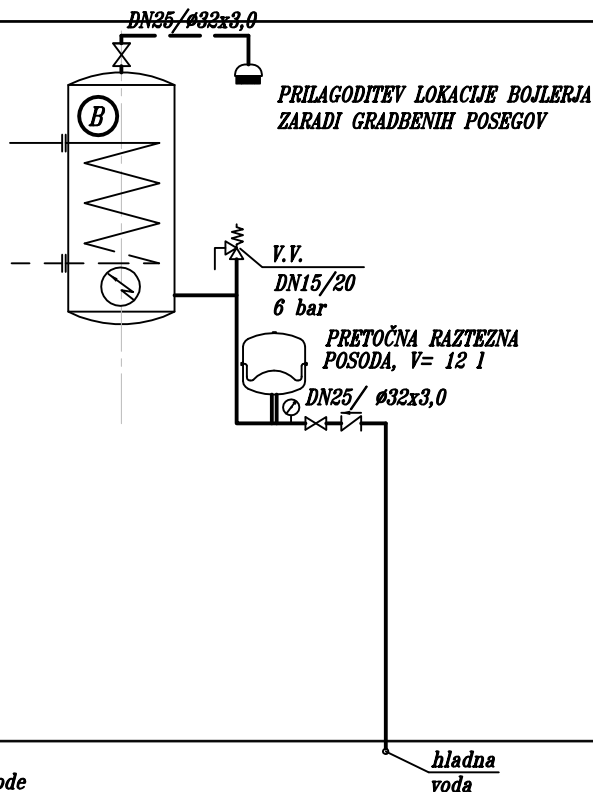 DN25/ø32x3,0
PRILAGODITEV LOKACIJE BOJLERJA
ZARADI GRADBENIH POSEGOV
B
V.V.
DN15/20
6 bar
PRETOČNA RAZTEZNA
POSODA, V= 12 l
DN25/ ø32x3,0
hladna
voda
ode